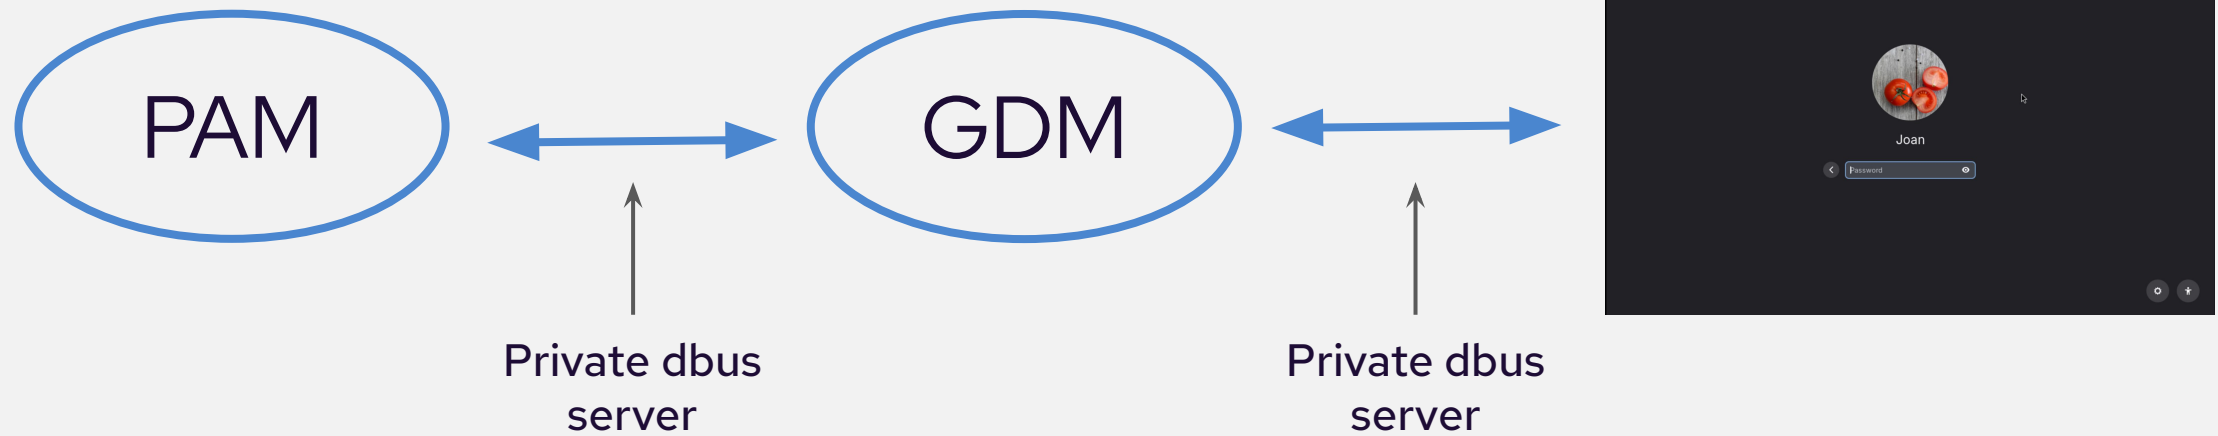 PAM
GDM
Joan
Password
Private dbus
server
Private dbus
server